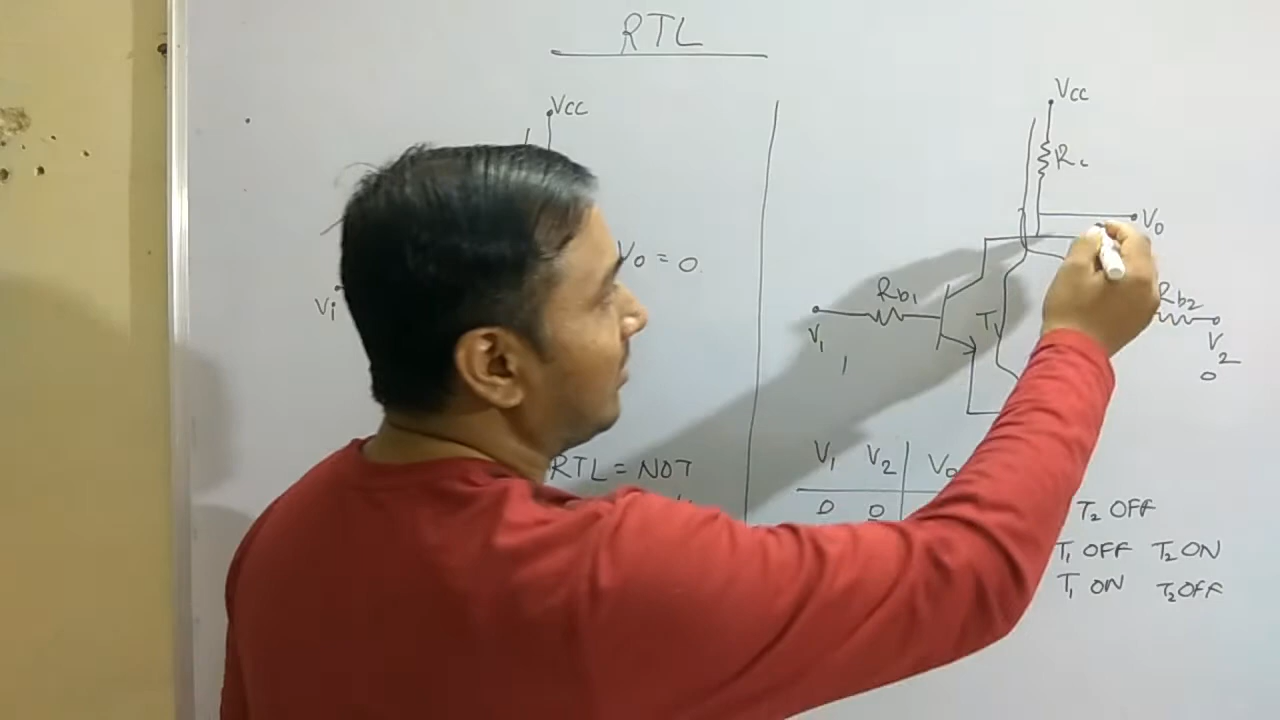 RTL
Vcc
Vi
Vo = 0
RTL = NOT
Vcc
Rc
Vo
Rb1
Rb2
V1
1
T1
V2
0
V1 V2 Vo
0 0
T2 OFF
T1 OFF T2 ON
T1 ON T2 OFF